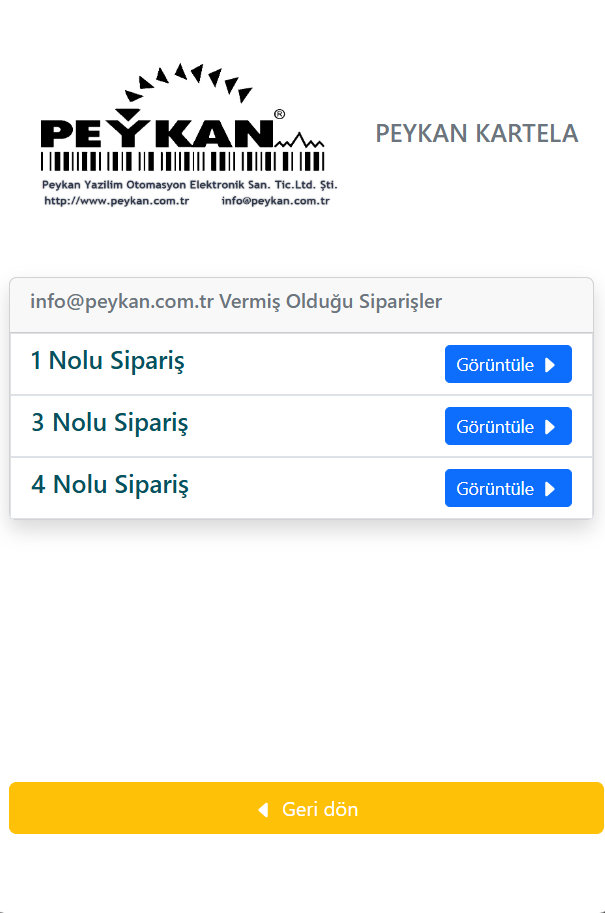 PEYKAN®
PEYKAN KARTELA
Peykan Yazilim Otomasyon Elektronik San. Tic.Ltd. Şti.
http://www.peykan.com.tr info@peykan.com.tr
info@peykan.com.tr Vermiş Olduğu Siparişler
1 Nolu Sipariş Görüntüle
3 Nolu Sipariş Görüntüle
4 Nolu Sipariş Görüntüle
Geri dön